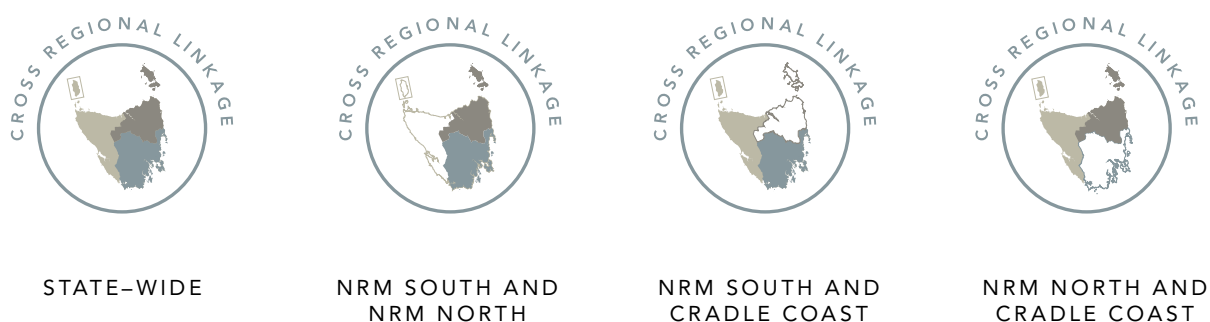 CROSS REGIONAL LINKAGE
STATE–WIDE
CROSS REGIONAL LINKAGE
NRM SOUTH AND
NRM NORTH
CROSS REGIONAL LINKAGE
NRM SOUTH AND
CRADLE COAST
CROSS REGIONAL LINKAGE
NRM NORTH AND
CRADLE COAST